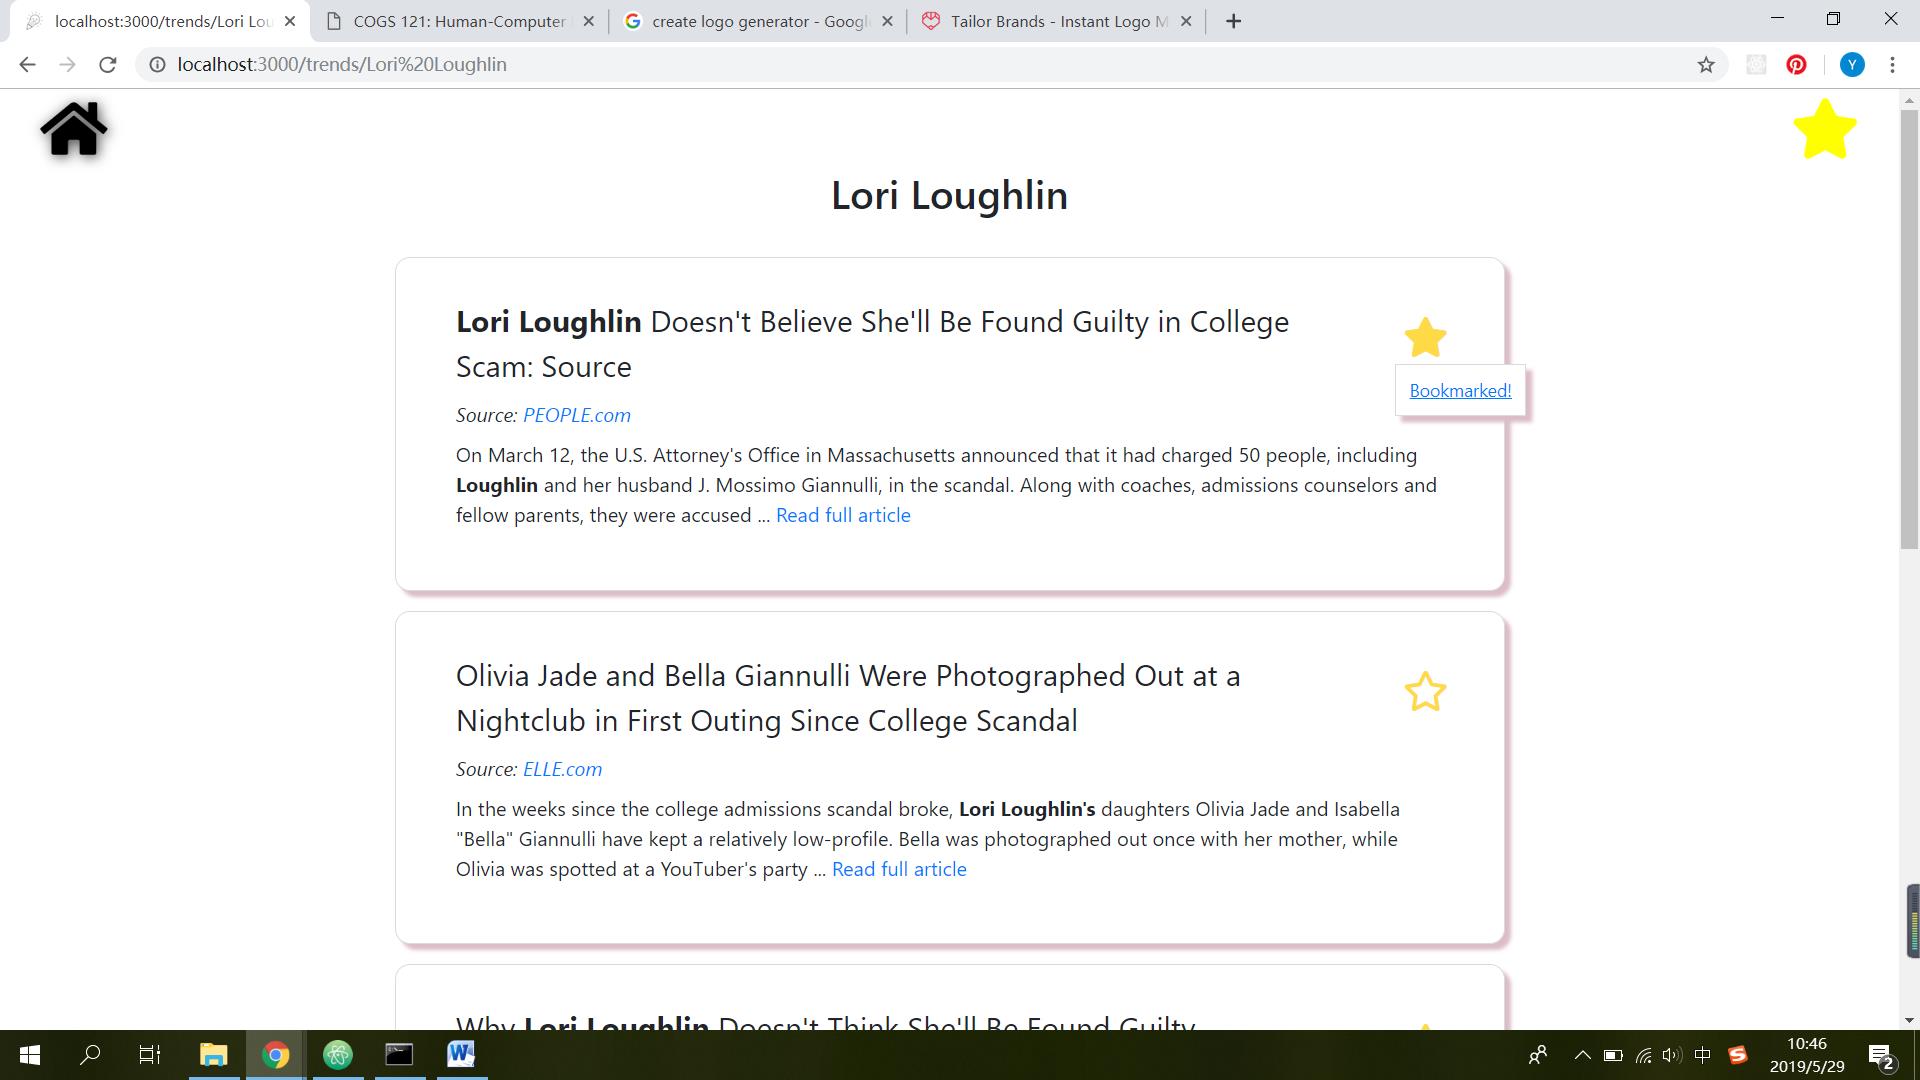 localhost:3000/trends/Lori Lou
COGS 121: Human-Computer
create logo generator - Googl
Tailor Brands - Instant Logo M
localhost:3000/trends/Lori%20Loughlin
Y
Lori Loughlin
Lori Loughlin Doesn't Believe She'll Be Found Guilty in College
Scam: Source
Bookmarked!
Source: PEOPLE.com
On March 12, the U.S. Attorney's Office in Massachusetts announced that it had charged 50 people, including
Loughlin and her husband J. Mossimo Giannulli, in the scandal. Along with coaches, admissions counselors and
fellow parents, they were accused ... Read full article
Olivia Jade and Bella Giannulli Were Photographed Out at a
Nightclub in First Outing Since College Scandal
Source: ELLE.com
In the weeks since the college admissions scandal broke, Lori Loughlin's daughters Olivia Jade and Isabella
"Bella" Giannulli have kept a relatively low-profile. Bella was photographed out once with her mother, while
Olivia was spotted at a YouTuber's party ... Read full article
Why Lori Loughlin Doesn't Think She'll Be Found Guilty
W
中
S
10:46
2019/5/29
2